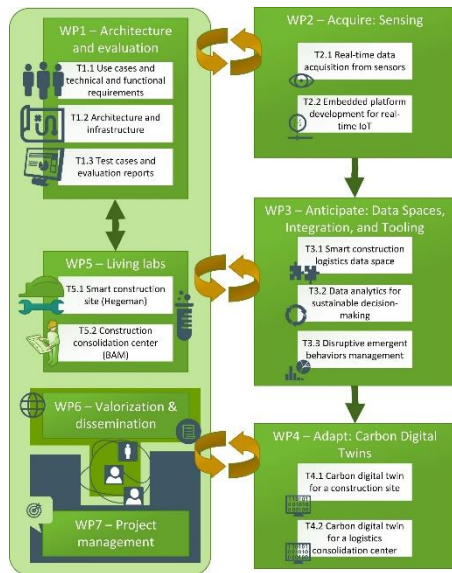 WP1 – Architecture
and evaluation
T1.1 Use cases and
technical and functional
requirements
T1.2 Architecture and
infrastructure
T1.3 Test cases and
evaluation reports
WP5 – Living labs
T5.1 Smart construction
site (Hegeman)
T5.2 Construction
consolidation center
(BAM)
WP6 – Valorization &
dissemination
WP7 – Project
management
WP2 – Acquire: Sensing
T2.1 Real-time data
acquisition from sensors
T2.2 Embedded platform
development for real-
time IoT
WP3 – Anticipate: Data Spaces,
Integration, and Tooling
T3.1 Smart construction
logistics data space
T3.2 Data analytics for
sustainable decision-
making
T3.3 Disruptive emergent
behaviors management
WP4 – Adapt: Carbon Digital
Twins
T4.1 Carbon digital twin
for a construction site
T4.2 Carbon digital twin
for a logistics
consolidation center